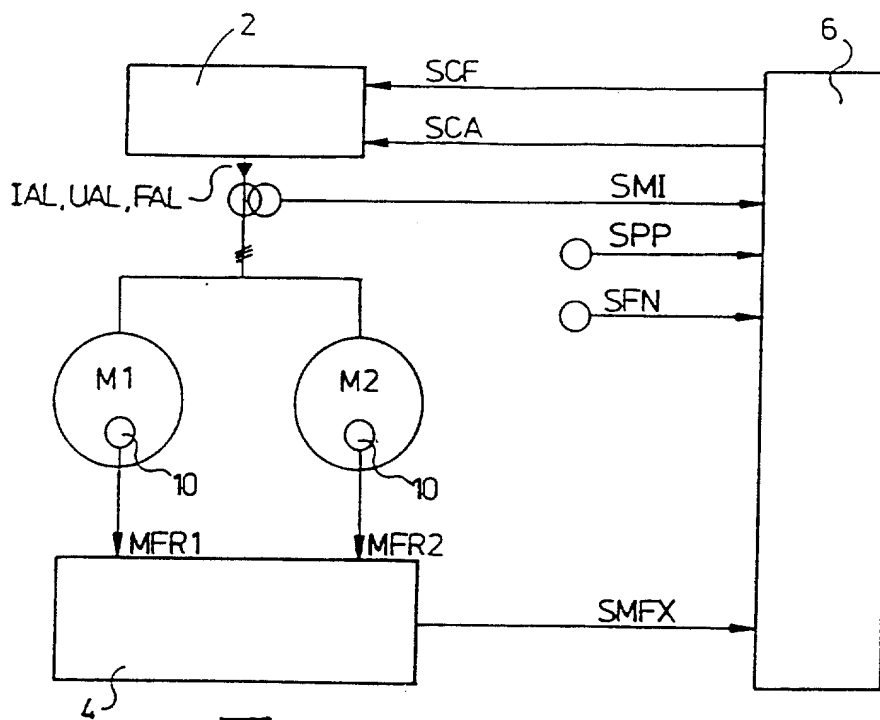 2
6
SCF
SCA
IAL, UAL, FAL
SMI
SPP
SFN
M1
M2
10
10
MFR1
MFR2
SMFX
4